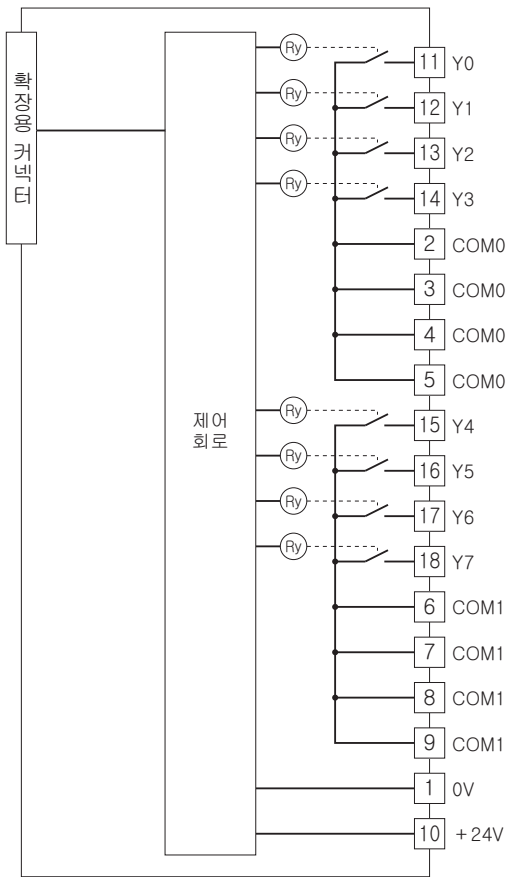 확장용 커넥터
제어
회로
Ry 11 Y0
Ry 12 Y1
Ry 13 Y2
Ry 14 Y3
2 COM0
3 COM0
4 COM0
5 COM0
Ry 15 Y4
Ry 16 Y5
Ry 17 Y6
Ry 18 Y7
6 COM1
7 COM1
8 COM1
9 COM1
1 0V
10 +24V